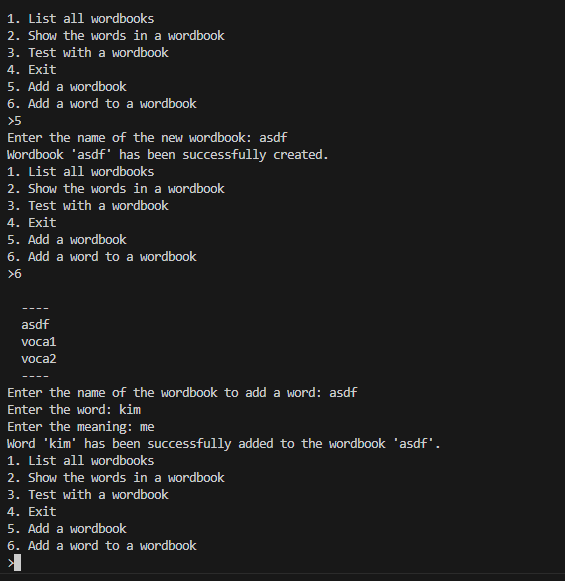 1. List all wordbooks
2. Show the words in a wordbook
3. Test with a wordbook
4. Exit
5. Add a wordbook
6. Add a word to a wordbook
>5
Enter the name of the new wordbook: asdf
Wordbook 'asdf' has been successfully created.
1. List all wordbooks
2. Show the words in a wordbook
3. Test with a wordbook
4. Exit
5. Add a wordbook
6. Add a word to a wordbook
>6
----
asdf
voca1
voca2
----
Enter the name of the wordbook to add a word: asdf
Enter the word: kim
Enter the meaning: me
Word 'kim' has been successfully added to the wordbook 'asdf'.
1. List all wordbooks
2. Show the words in a wordbook
3. Test with a wordbook
4. Exit
5. Add a wordbook
6. Add a word to a wordbook
>